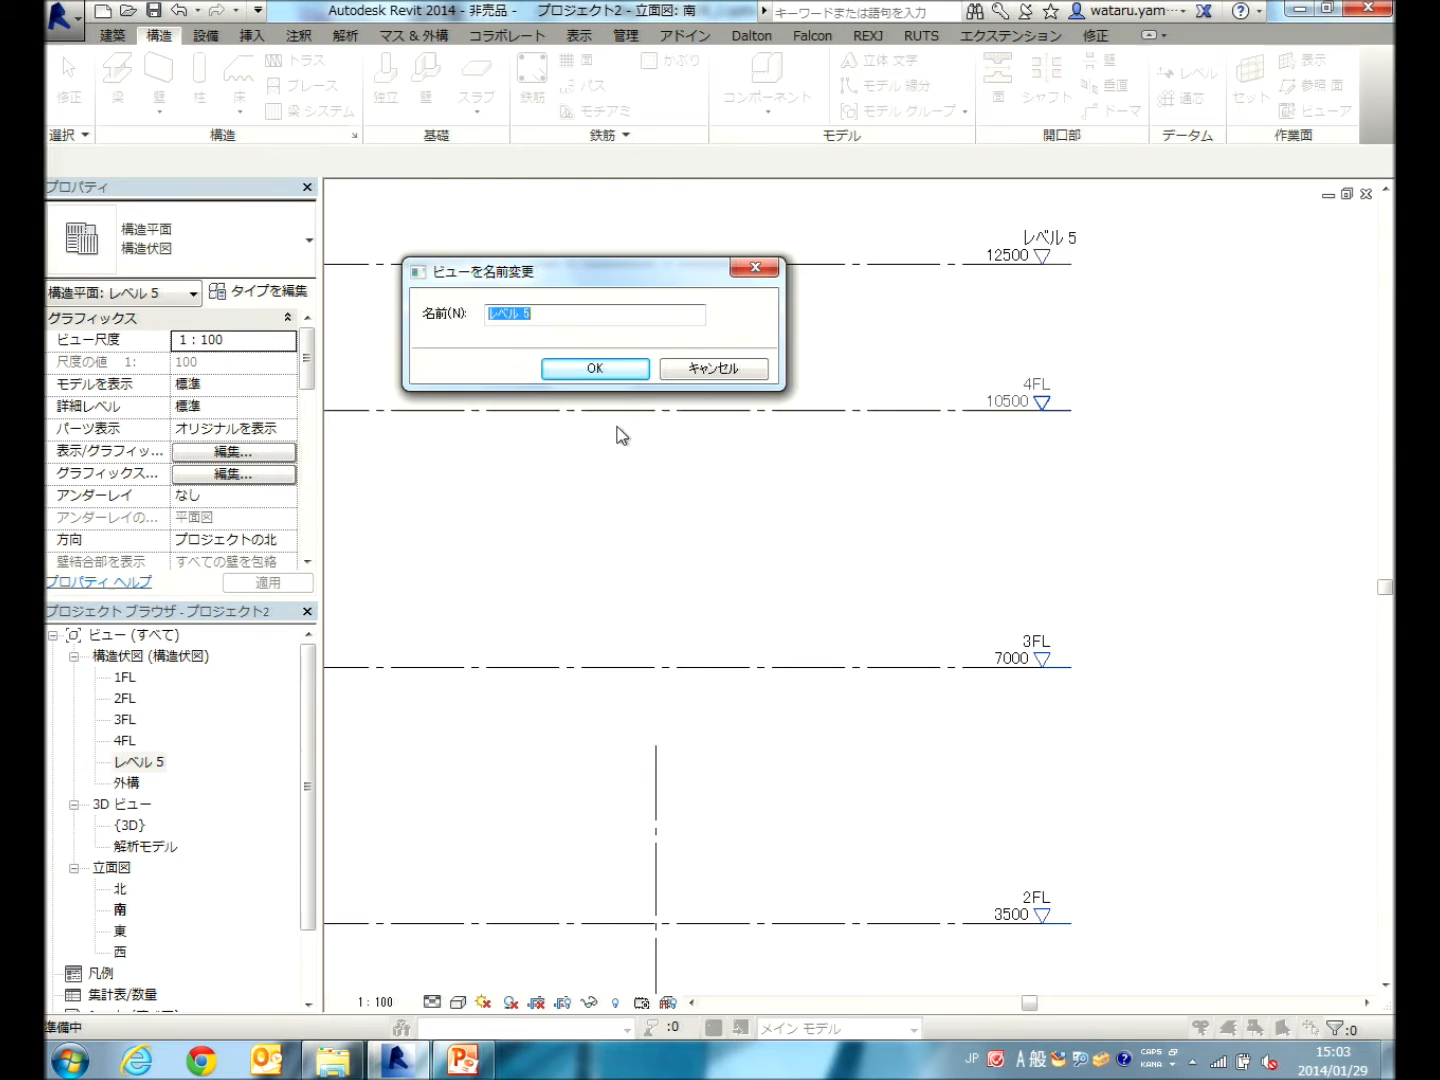 Autodesk Revit 2014 - 非売品 - プロジェクト2 - 立面図: 南
キーワードまたは語句を入力
wataru.yam…
建築 構造 設備 挿入 注釈 解析 マス & 外構 コラボレート 表示 管理 アドイン Dalton Falcon REXJ RUTS エクステンション 修正
修正
梁
壁
柱
床
トラス
ブレース
梁 システム
独立
壁
スラブ
鉄筋
面
パス
モチアミ
かぶり
コンポーネント
立体 文字
モデル 線分
モデル グループ
面
シャフト
壁
垂直
ドーマ
レベル
通芯
セット
表示
参照 面
ビューア
選択 構造 基礎 鉄筋 モデル 開口部 データム 作業面
プロパティ
構造平面
構造伏図
構造平面: レベル 5
タイプを編集
グラフィックス
ビュー尺度 1 : 100
尺度の値 1: 100
モデルを表示 標準
詳細レベル 標準
パーツ表示 オリジナルを表示
表示/グラフィッ... 編集...
グラフィックス... 編集...
アンダーレイ なし
アンダーレイの... 平面図
方向 プロジェクトの北
壁結合部を表示 すべての壁を包絡
プロパティ ヘルプ
適用
プロジェクト ブラウザ - プロジェクト2
ビュー (すべて)
構造伏図 (構造伏図)
1FL
2FL
3FL
4FL
レベル 5
外構
3D ビュー
{3D}
解析モデル
立面図
北
南
東
西
凡例
集計表/数量
ビューを名前変更
名前(N): レベル 5
OK キャンセル
レベル 5
12500
4FL
10500
3FL
7000
2FL
3500
1 : 100
準備中
:0
メイン モデル
:0
JP
A 般
CAPS
KANA
15:03
2014/01/29